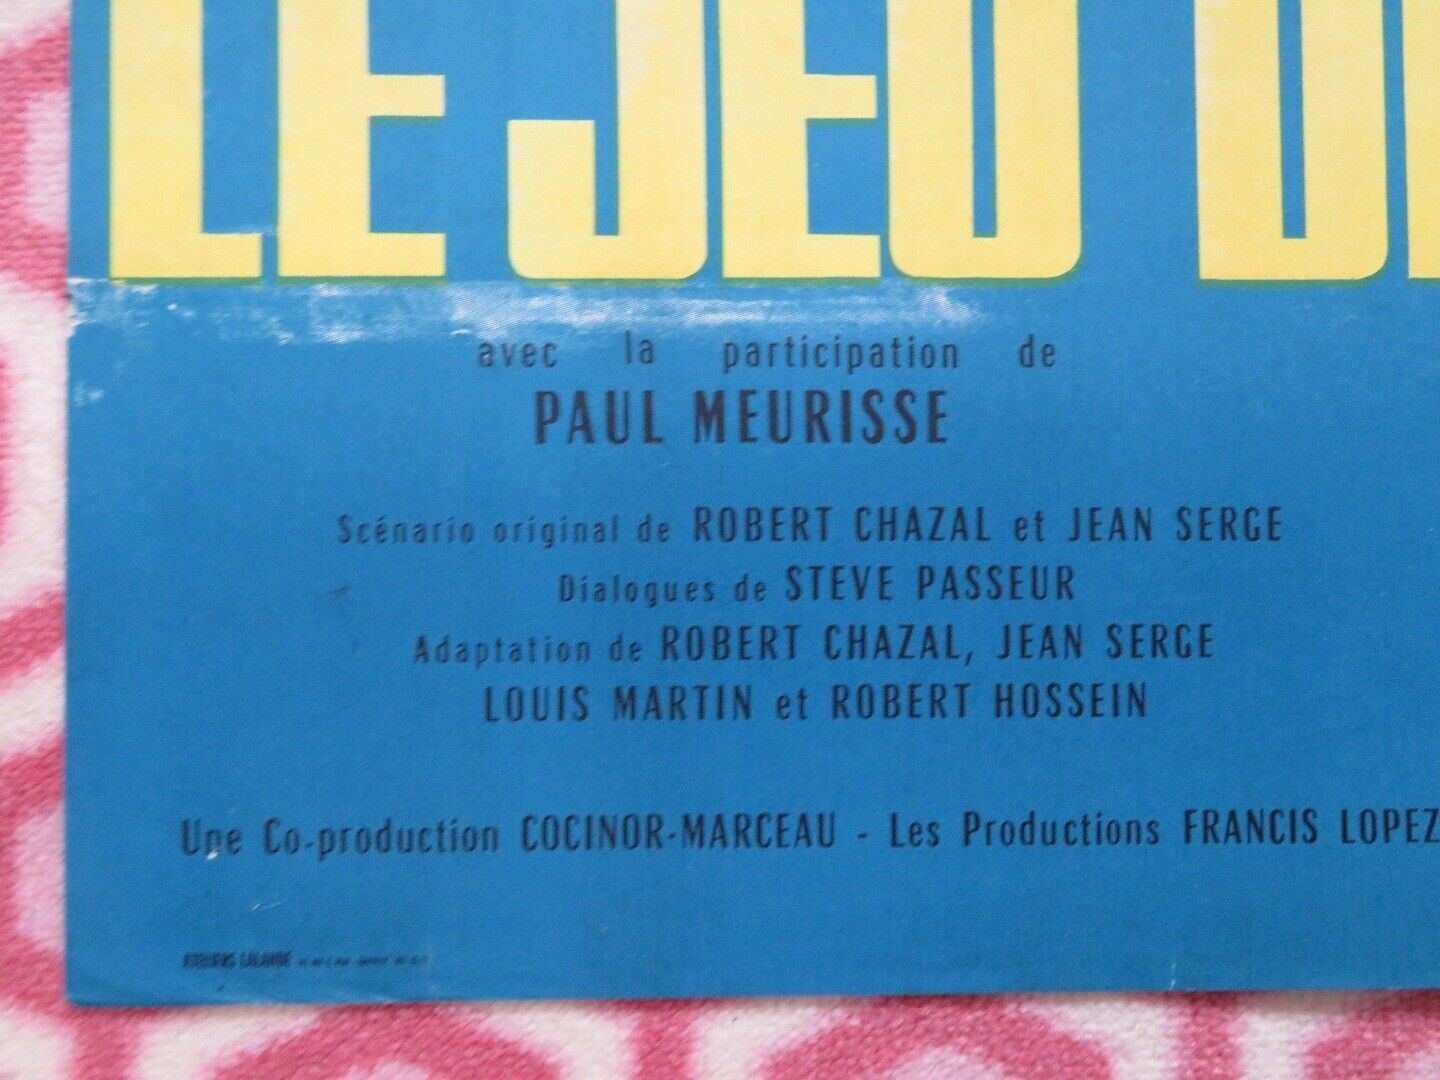 LE JEU D
avec la participation de
PAUL MEURISSE
Scénario original de ROBERT CHAZAL et JEAN SERGE
Dialogues de STEVE PASSEUR
Adaptation de ROBERT CHAZAL, JEAN SERGE
LOUIS MARTIN et ROBERT HOSSEIN
Une Co-production COCINOR-MARCEAU - Les Productions FRANCIS LOPEZ
ATELIERS LALANDE